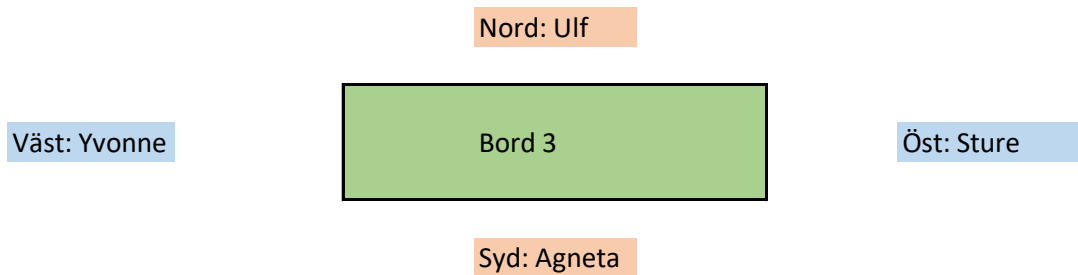 Nord: Ulf
Väst: Yvonne
Bord 3
Öst: Sture
Syd: Agneta